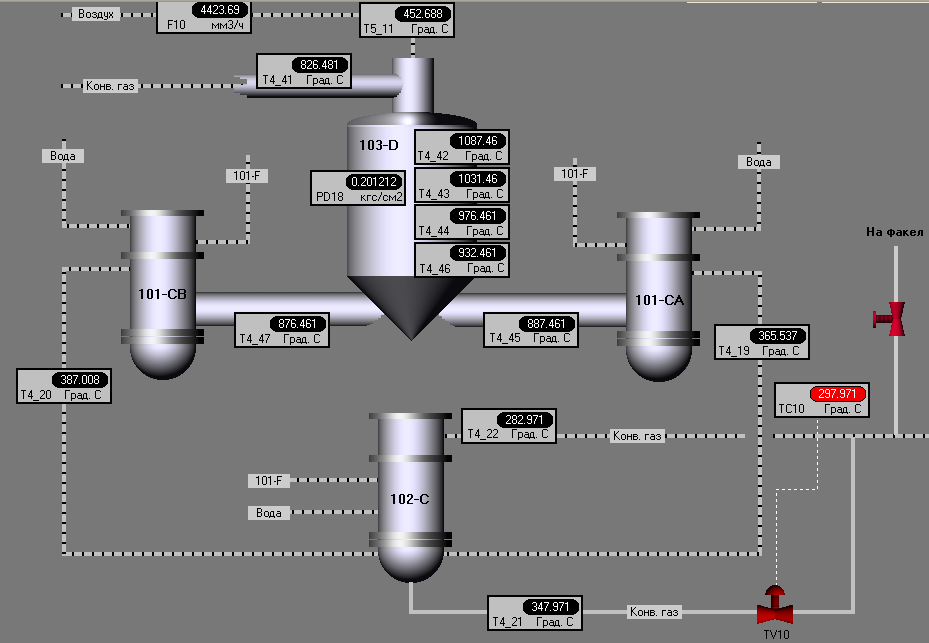 Воздух
4423.69
F10 мм3/ч
452.688
T5_11 Град. С
826.481
T4_41 Град. С
Конв. газ
103-D
1087.46
T4_42 Град. С
0.201212
PD18 кгс/см2
1031.46
T4_43 Град. С
976.461
T4_44 Град. С
932.461
T4_46 Град. С
Вода
101-F
101-F
Вода
На факел
101-CB
101-CA
876.461
T4_47 Град. С
887.461
T4_45 Град. С
365.537
T4_19 Град. С
387.008
T4_20 Град. С
297.971
TC10 Град. С
282.971
T4_22 Град. С
Конв. газ
101-F
102-C
Вода
347.971
T4_21 Град. С
Конв. газ
TV10